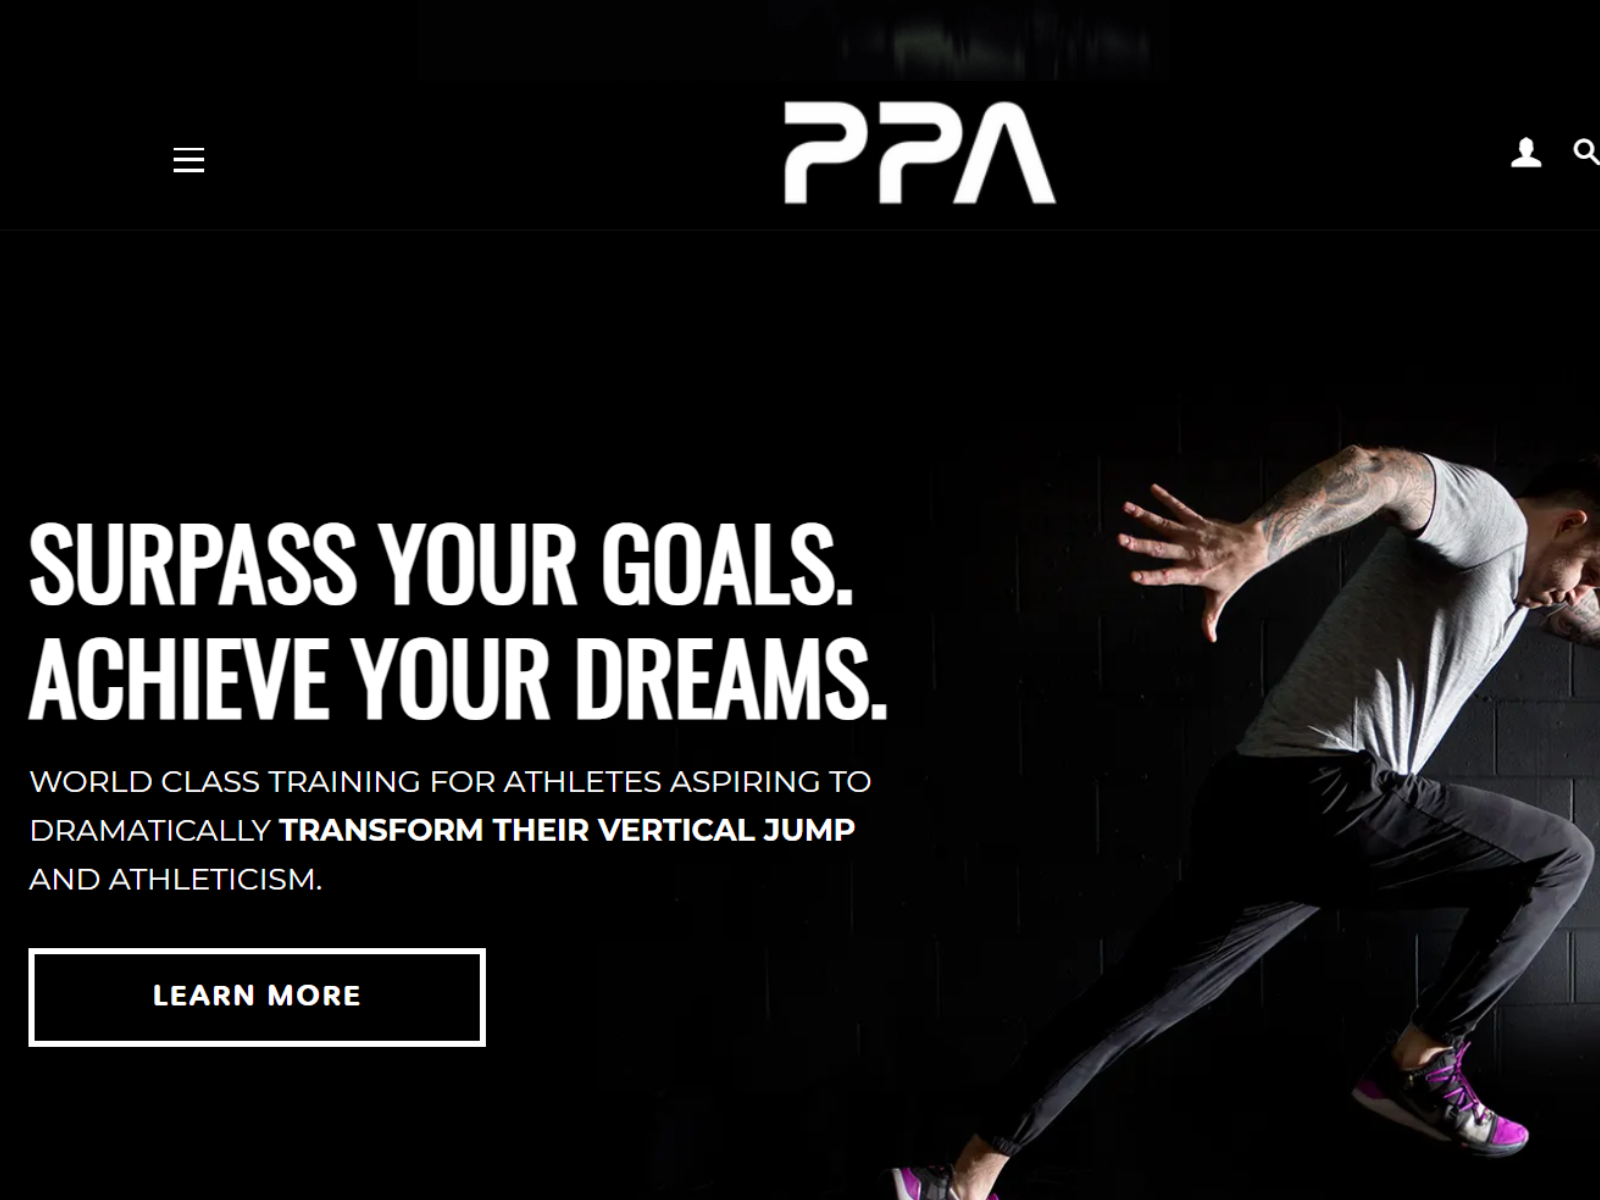 PPA
SURPASS YOUR GOALS.
ACHIEVE YOUR DREAMS.
WORLD CLASS TRAINING FOR ATHLETES ASPIRING TO
DRAMATICALLY TRANSFORM THEIR VERTICAL JUMP
AND ATHLETICISM.
LEARN MORE